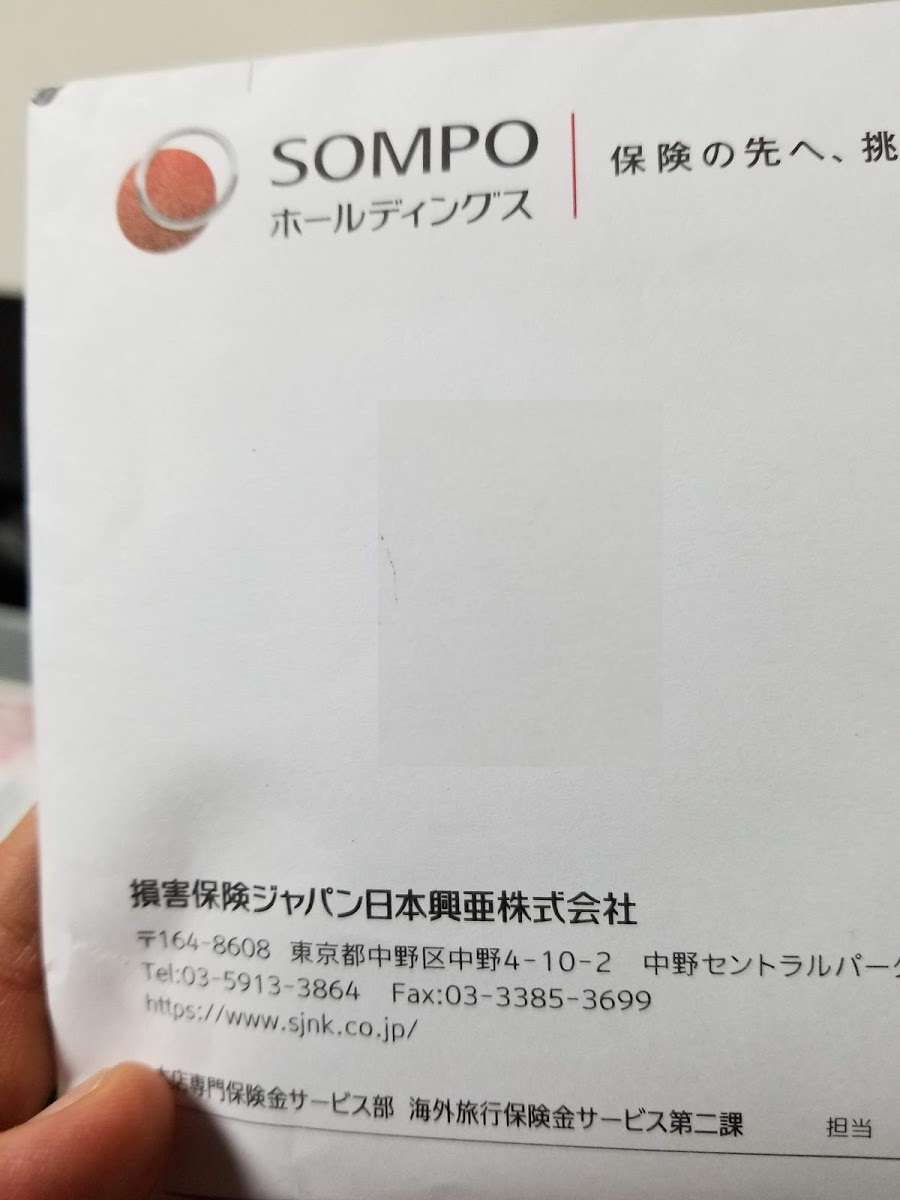 SOMPO
ホールディングス
保険の先へ、挑
損害保険ジャパン日本興亜株式会社
〒164-8608 東京都中野区中野4-10-2 中野セントラルパーク
Tel:03-5913-3864 Fax:03-3385-3699
https://www.sjnk.co.jp/
本店専門保険金サービス部 海外旅行保険金サービス第二課 担当